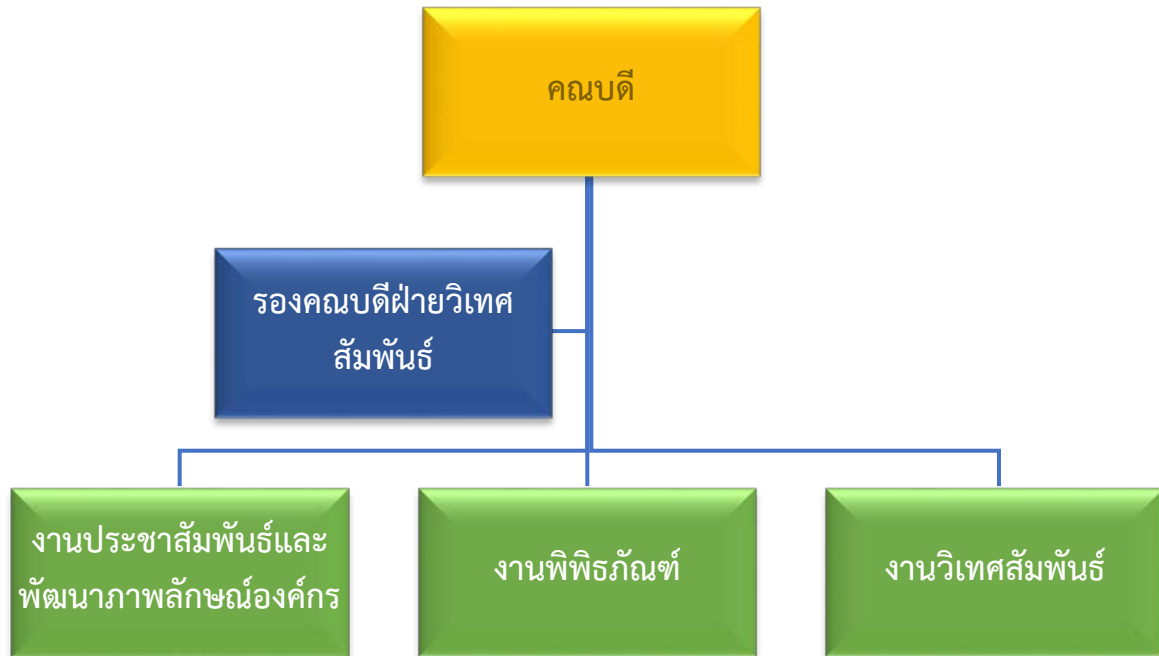 คณบดี
รองคณบดีฝ่ายวิเทศ
สัมพันธ์
งานประชาสัมพันธ์และ
พัฒนาภาพลักษณ์องค์กร
งานพิพิธภัณฑ์
งานวิเทศสัมพันธ์